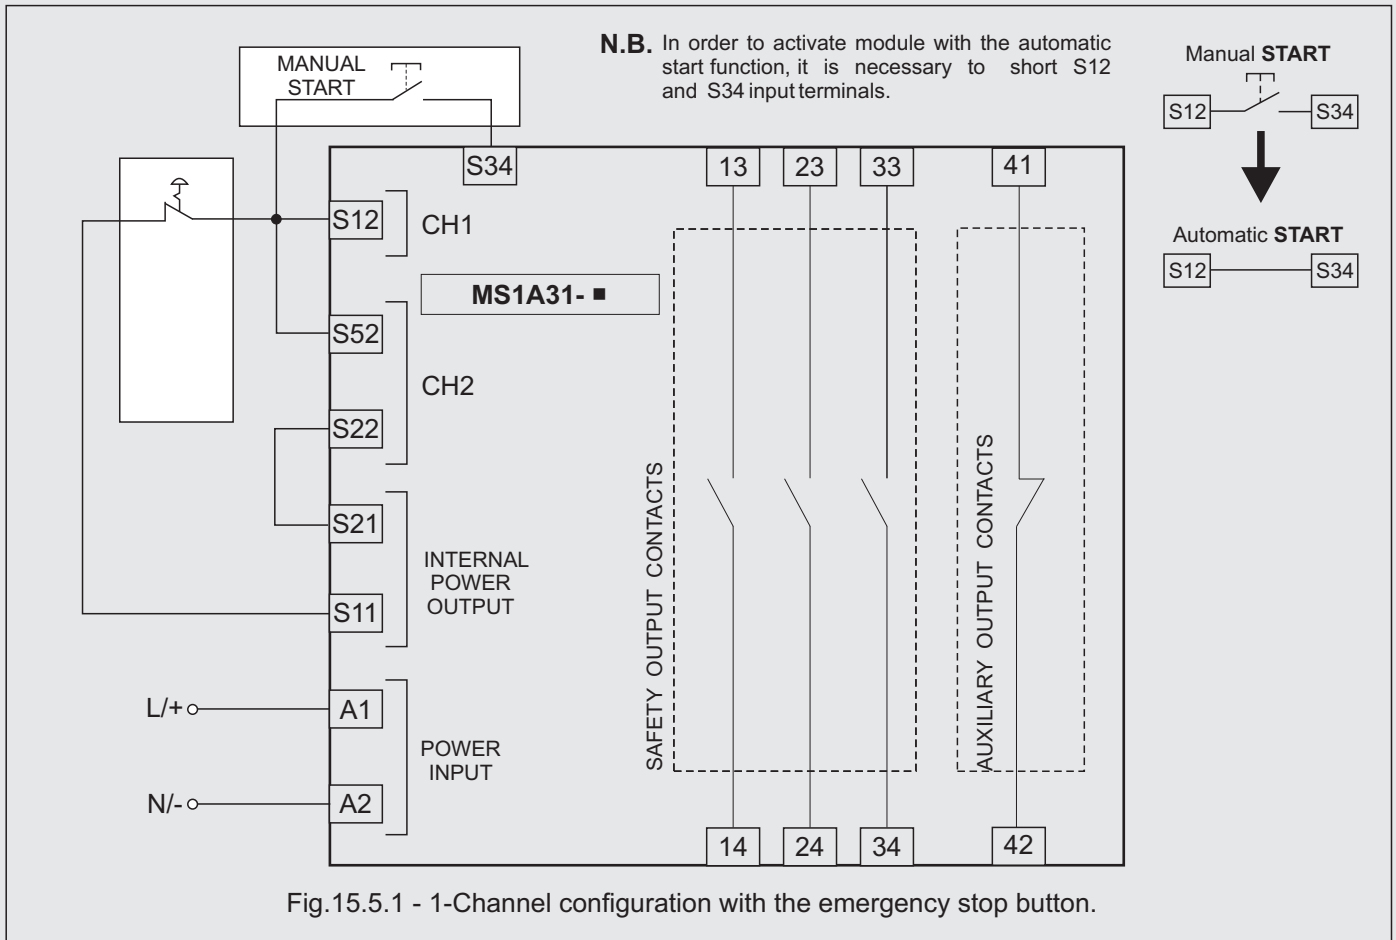 N.B. In order to activate module with the automatic
start function, it is necessary to short S12
and S34 input terminals.
Manual START
S12 S34
Automatic START
S12 S34
MANUAL
START
S34
13 23 33 41
S12
CH1
MS1A31- ■
S52
CH2
S22
S21
INTERNAL
POWER
OUTPUT
S11
SAFETY OUTPUT CONTACTS
AUXILIARY OUTPUT CONTACTS
L/+
A1
POWER
INPUT
N/-
A2
14 24 34 42
Fig.15.5.1 - 1-Channel configuration with the emergency stop button.